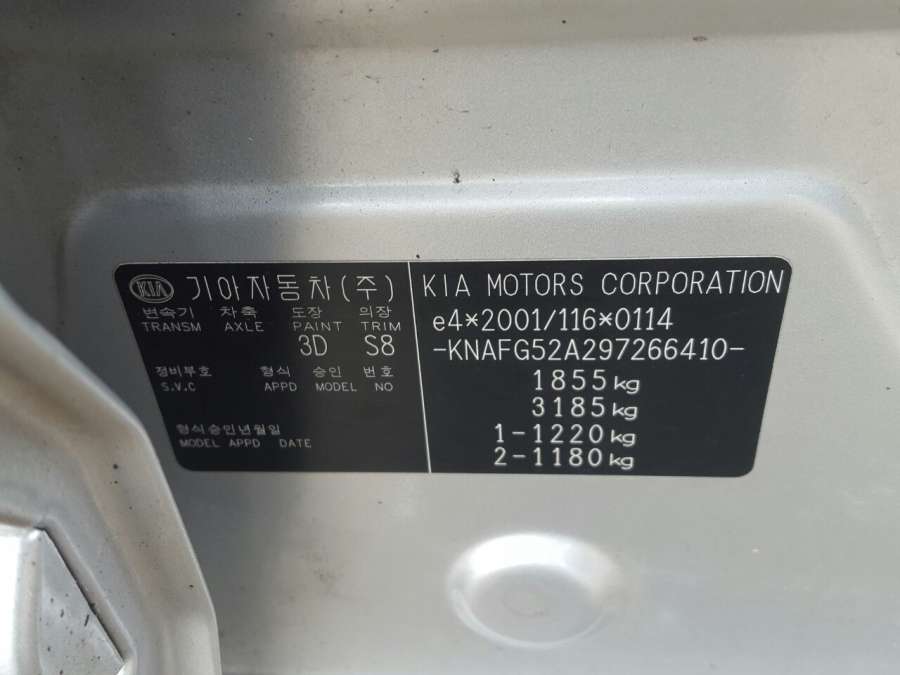 KIA 기아자동차(주)
변속기 차축 도장 의장
TRANSM AXLE PAINT TRIM
3D S8
정비부호 형식 승인 번호
S.V.C APPD MODEL NO
형식승인년월일
MODEL APPD DATE
KIA MOTORS CORPORATION
e4*2001/116*0114
-KNAFG52A297266410-
1855kg
3185kg
1-1220kg
2-1180kg